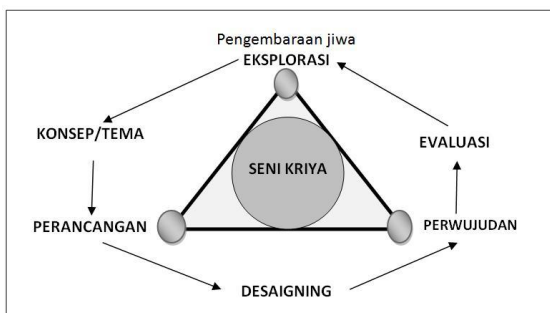 Pengembaraan jiwa
EKSPLORASI
KONSEP/TEMA
EVALUASI
SENI KRIYA
PERANCANGAN
PERWUJUDAN
DESAIGNING